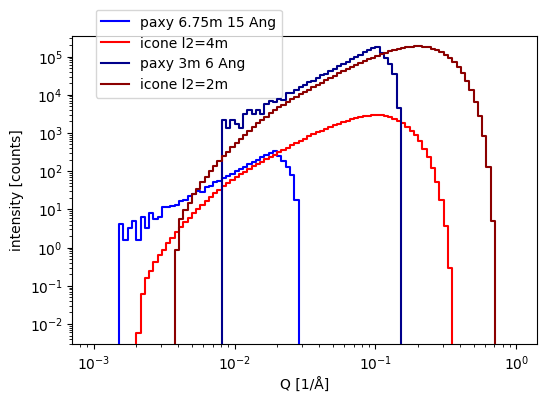 paxy 6.75m 15 Ang
icone l2=4m
paxy 3m 6 Ang
icone l2=2m
10⁵
10⁴
10³
10²
10¹
10⁰
10⁻¹
10⁻²
intensity [counts]
10⁻³
10⁻²
10⁻¹
10⁰
Q [1/Å]